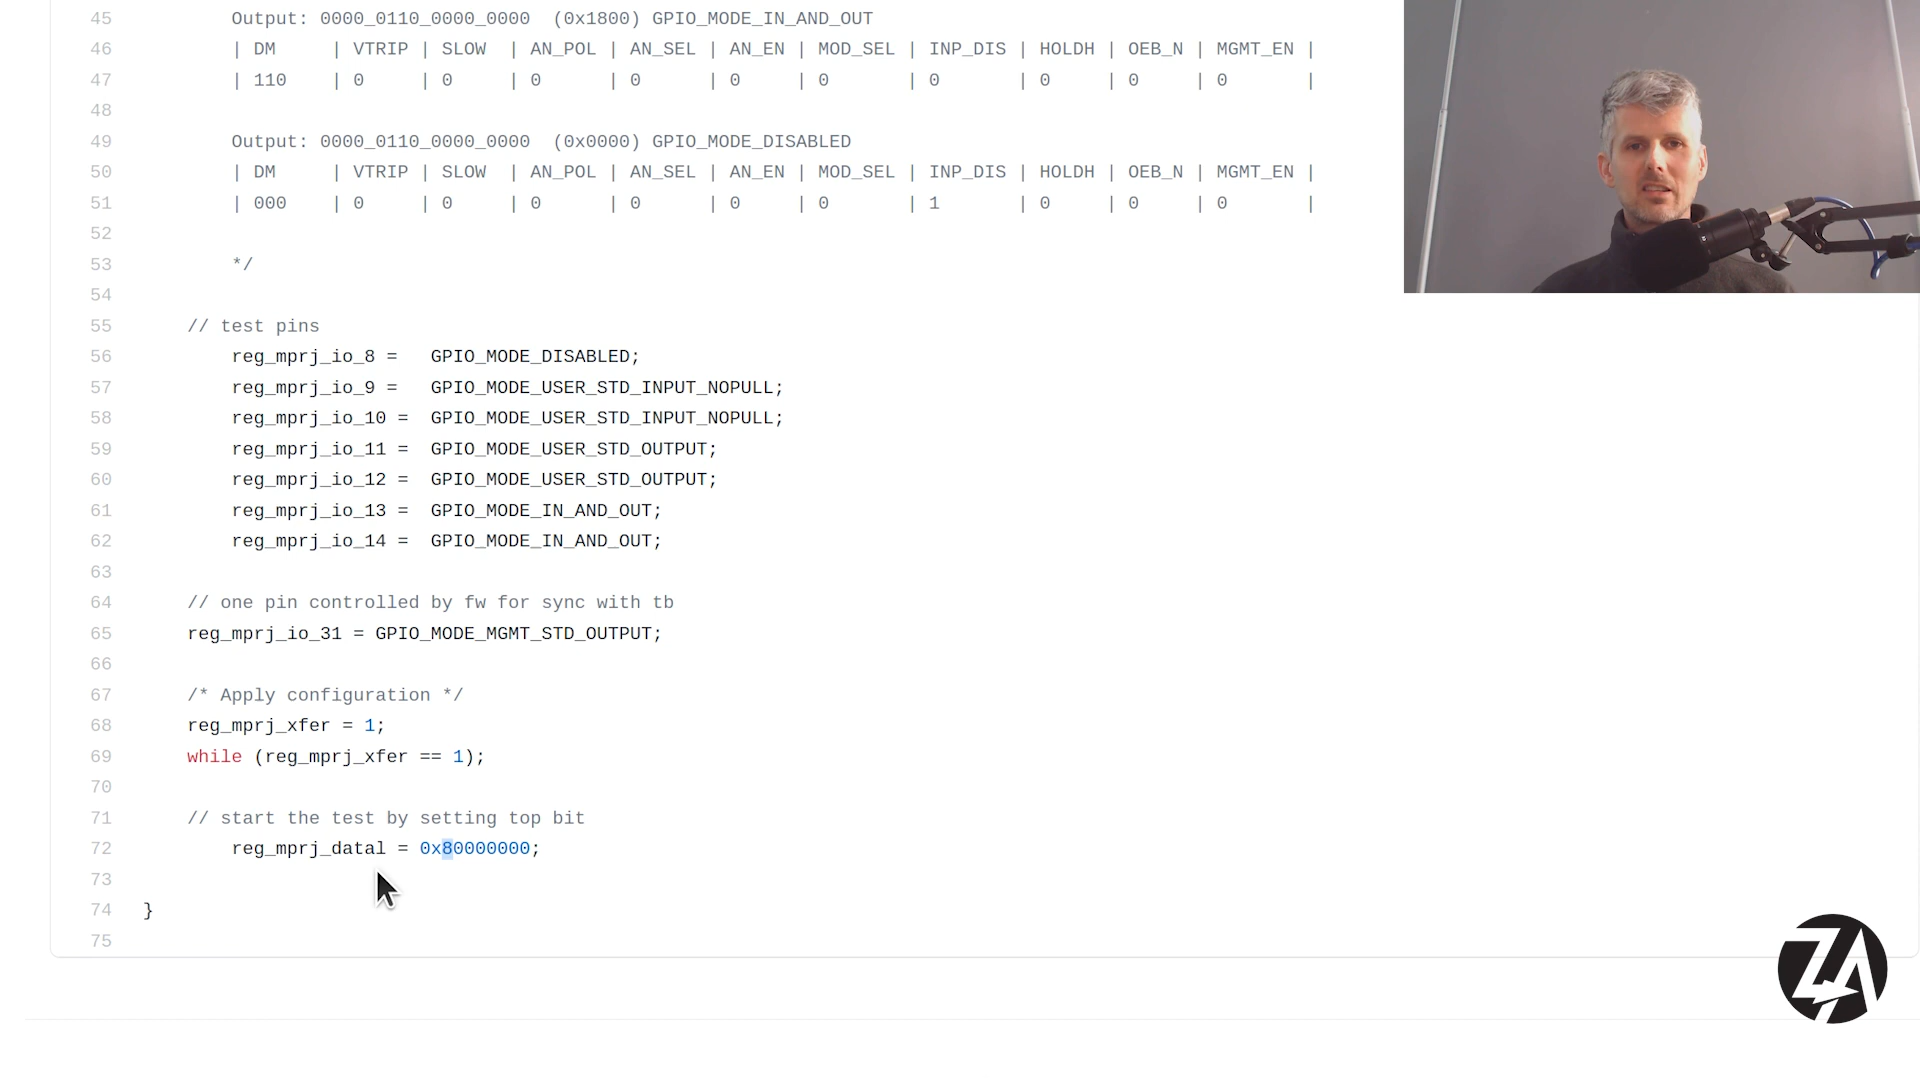 45 Output: 0000_0110_0000_0000 (0x1800) GPIO_MODE_IN_AND_OUT
46 | DM | VTRIP | SLOW | AN_POL | AN_SEL | AN_EN | MOD_SEL | INP_DIS | HOLDH | OEB_N | MGMT_EN |
47 | 110 | 0 | 0 | 0 | 0 | 0 | 0 | 0 | 0 | 0 | 0 |
48
49 Output: 0000_0110_0000_0000 (0x0000) GPIO_MODE_DISABLED
50 | DM | VTRIP | SLOW | AN_POL | AN_SEL | AN_EN | MOD_SEL | INP_DIS | HOLDH | OEB_N | MGMT_EN |
51 | 000 | 0 | 0 | 0 | 0 | 0 | 0 | 1 | 0 | 0 | 0 |
52
53 */
54
55 // test pins
56 reg_mprj_io_8 = GPIO_MODE_DISABLED;
57 reg_mprj_io_9 = GPIO_MODE_USER_STD_INPUT_NOPULL;
58 reg_mprj_io_10 = GPIO_MODE_USER_STD_INPUT_NOPULL;
59 reg_mprj_io_11 = GPIO_MODE_USER_STD_OUTPUT;
60 reg_mprj_io_12 = GPIO_MODE_USER_STD_OUTPUT;
61 reg_mprj_io_13 = GPIO_MODE_IN_AND_OUT;
62 reg_mprj_io_14 = GPIO_MODE_IN_AND_OUT;
63
64 // one pin controlled by fw for sync with tb
65 reg_mprj_io_31 = GPIO_MODE_MGMT_STD_OUTPUT;
66
67 /* Apply configuration */
68 reg_mprj_xfer = 1;
69 while (reg_mprj_xfer == 1);
70
71 // start the test by setting top bit
72 reg_mprj_datal = 0x80000000;
73
74 }
75
ZA